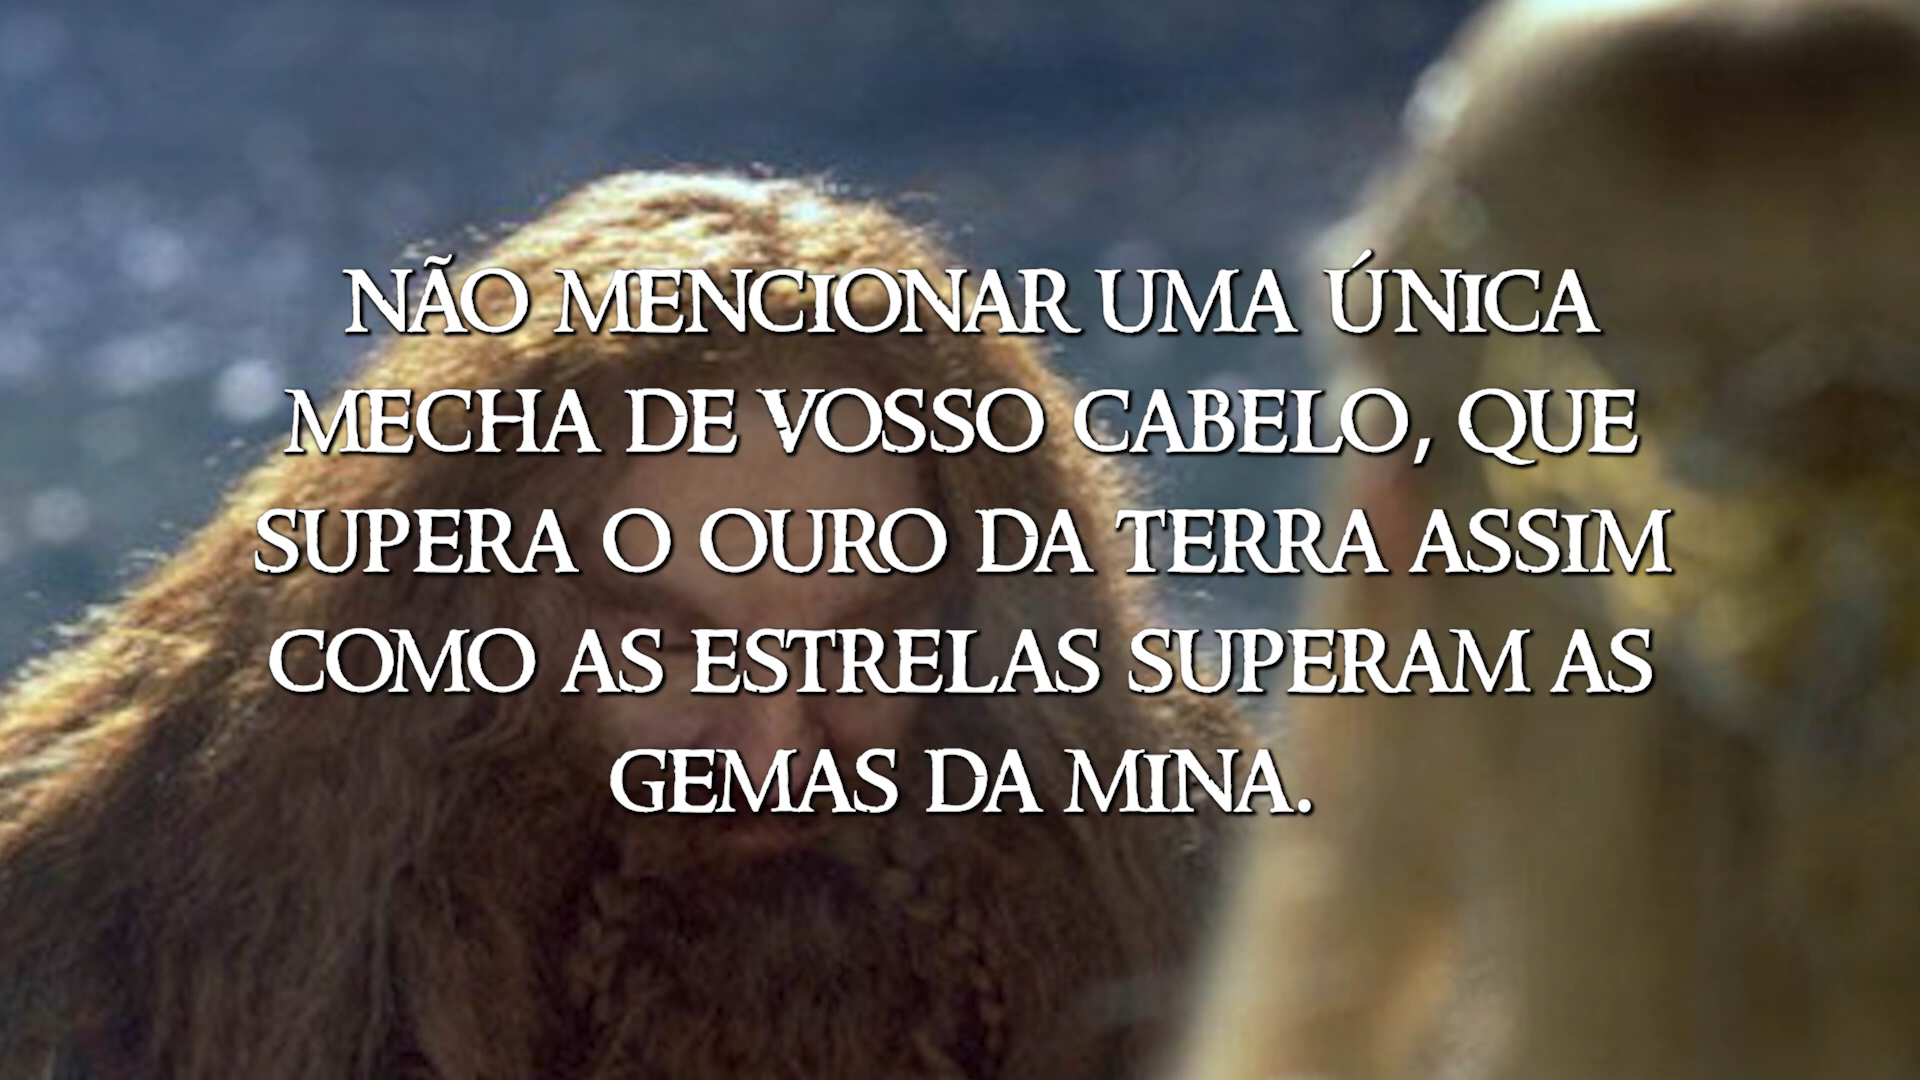 NÃO MENCIONAR UMA ÚNICA
MECHA DE VOSSO CABELO, QUE
SUPERA O OURO DA TERRA ASSIM
COMO AS ESTRELAS SUPERAM AS
GEMAS DA MINA.